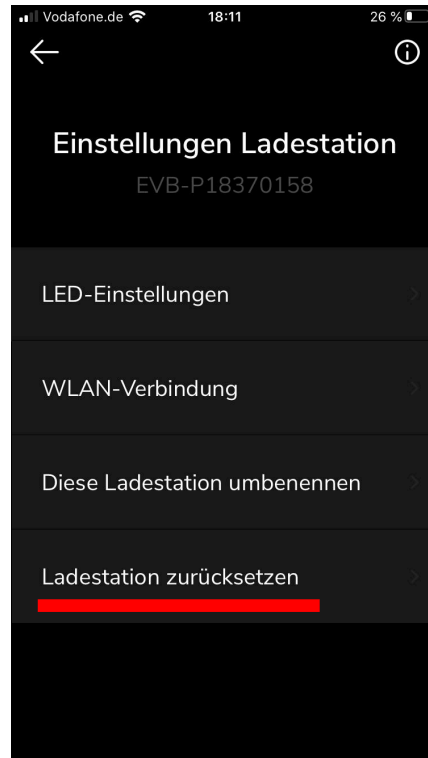 Vodafone.de 18:11 26 %
Einstellungen Ladestation
EVB-P18370158
LED-Einstellungen
WLAN-Verbindung
Diese Ladestation umbenennen
Ladestation zurücksetzen